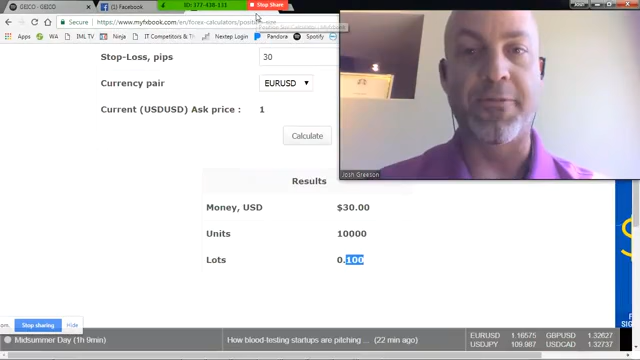 GEICO - GEICO
Facebook
ID: 177-439-131
Stop Share
Secure
https://www.myfxbook.com/en/forex-calculators/position-size
Apps
IML WA
TV
Ninja
IT Competitors & Th
Nextep Login
Pandora
Spotify
Stop-Loss, pips
30
Currency pair
EURUSD
Current (USDUSD) Ask price :
1
Calculate
Josh Greeson
Results
Money, USD
$30.00
Units
10000
Lots
0.100
om.
Stop sharing
Hide
Midsummer Day (1h 9min)
How blood-testing startups are pitching ... (22 min ago)
EURUSD 1.16575
GBPUSD 1.32627
USDJPY 109.987
USDCAD 1.32737